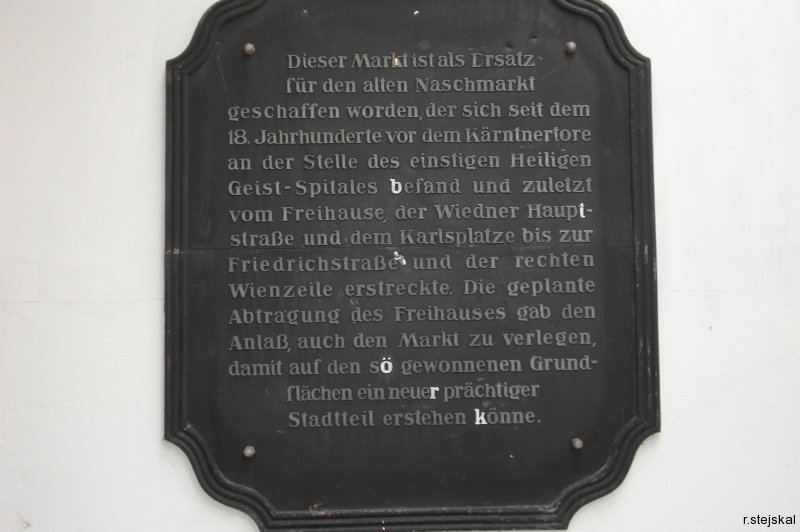 Dieser Markt ist als Ersatz
für den alten Naschmarkt
geschaffen worden, der sich seit dem
18. Jahrhunderte vor dem Kärntnertore
an der Stelle des einstigen Heiligen
Geist-Spitales befand und zuletzt
vom Freihause, der Wiedner Haupt-
straße und dem Karlsplatze bis zur
Friedrichstraße und der rechten
Wienzeile erstreckte. Die geplante
Abtragung des Freihauses gab den
Anlaß, auch den Markt zu verlegen,
damit auf den sö gewonnenen Grund-
flächen ein neuer prächtiger
Stadtteil erstehen könne.
r.stejskal